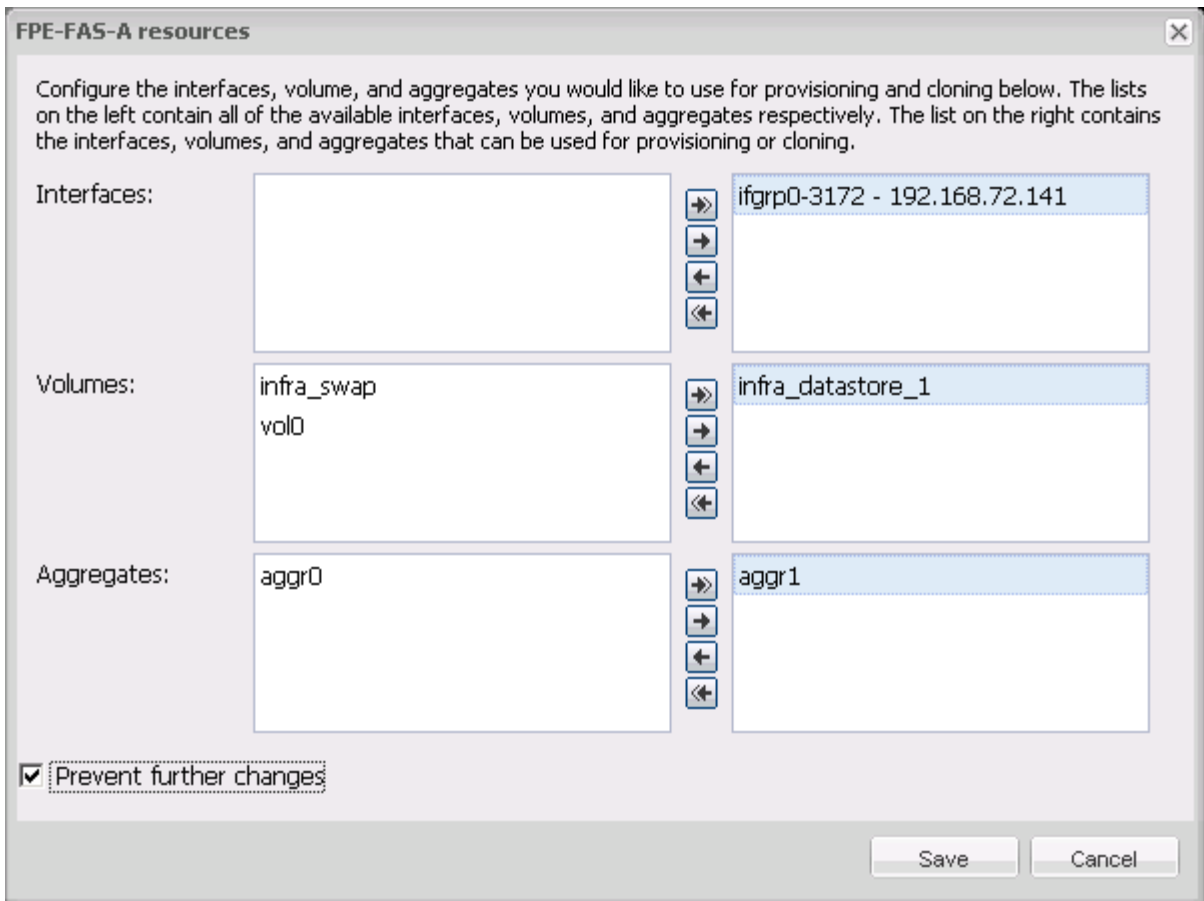 FPE-FAS-A resources
Configure the interfaces, volume, and aggregates you would like to use for provisioning and cloning below. The lists
on the left contain all of the available interfaces, volumes, and aggregates respectively. The list on the right contains
the interfaces, volumes, and aggregates that can be used for provisioning or cloning.
Interfaces:
ifgrp0-3172 - 192.168.72.141
Volumes:
infra_swap
vol0
infra_datastore_1
Aggregates:
aggr0
aggr1
Prevent further changes
Save
Cancel